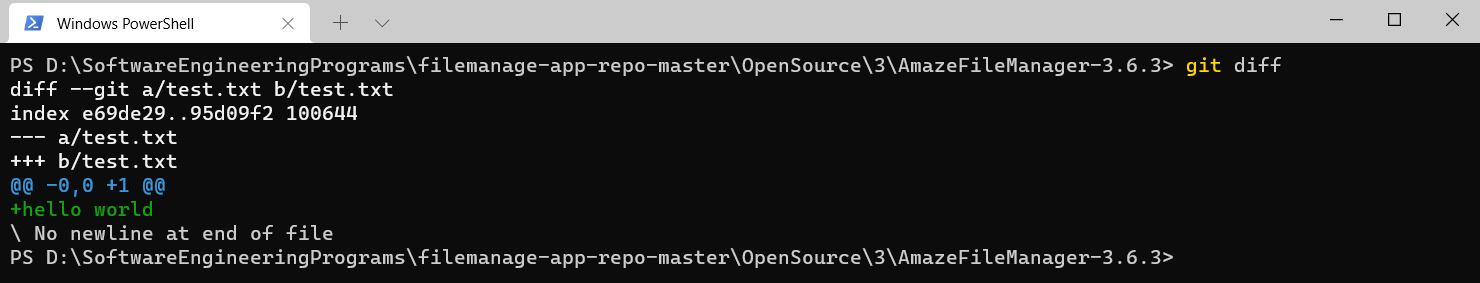 Windows PowerShell
PS D:\SoftwareEngineeringPrograms\filemanage-app-repo-master\OpenSource\3\AmazeFileManager-3.6.3> git diff
diff --git a/test.txt b/test.txt
index e69de29..95d09f2 100644
--- a/test.txt
+++ b/test.txt
@@ -0,0 +1 @@
+hello world
\ No newline at end of file
PS D:\SoftwareEngineeringPrograms\filemanage-app-repo-master\OpenSource\3\AmazeFileManager-3.6.3>